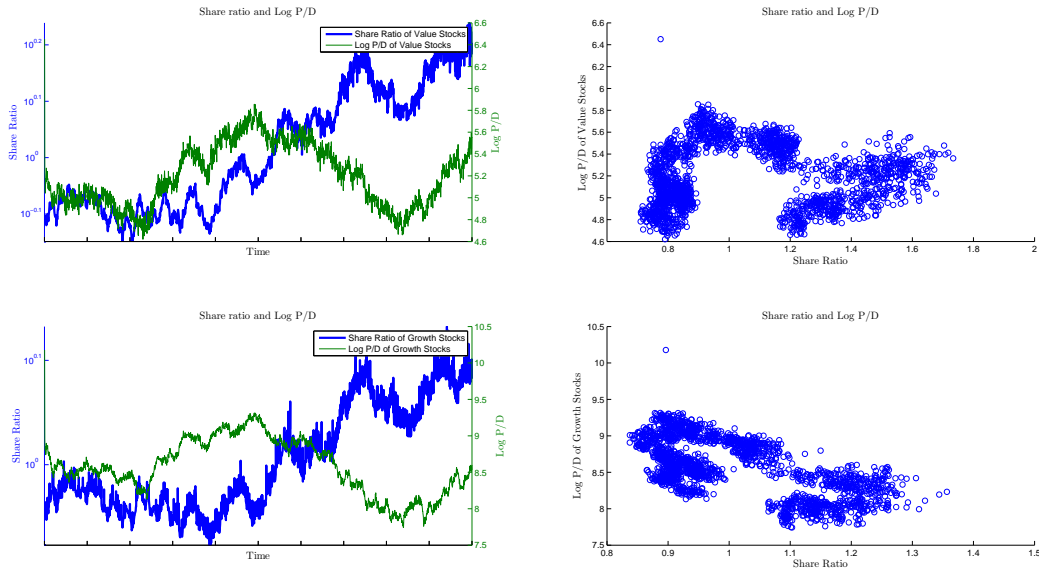 Share ratio and Log P/D
Share Ratio of Value Stocks
Log P/D of Value Stocks
Share Ratio
10^0.2
10^0.1
10^0
10^-0.1
6.6
6.4
6.2
6
5.8
5.6
5.4
5.2
5
4.8
4.6
Log P/D
Time
Share ratio and Log P/D
Log P/D of Value Stocks
6.6
6.4
6.2
6
5.8
5.6
5.4
5.2
5
4.8
4.6
0.8 1 1.2 1.4 1.6 1.8 2
Share Ratio
Share ratio and Log P/D
Share Ratio of Growth Stocks
Log P/D of Growth Stocks
Share Ratio
10^0.1
10^0
10.5
10
9.5
9
8.5
8
7.5
Log P/D
Time
Share ratio and Log P/D
Log P/D of Growth Stocks
10.5
10
9.5
9
8.5
8
7.5
0.8 0.9 1 1.1 1.2 1.3 1.4 1.5
Share Ratio